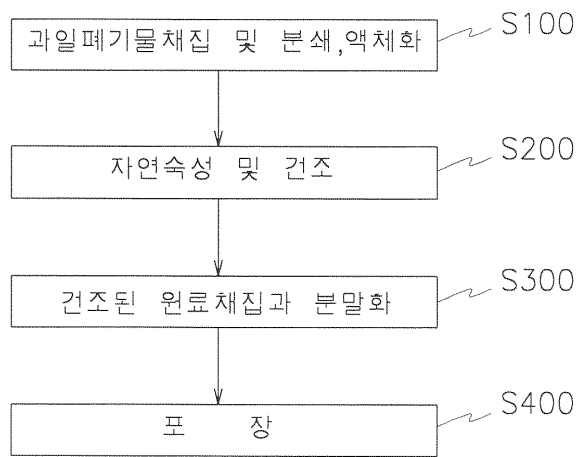 과일폐기물채집 및 분쇄,액체화
S100
자연숙성 및 건조
S200
건조된 원료채집과 분말화
S300
포 장
S400